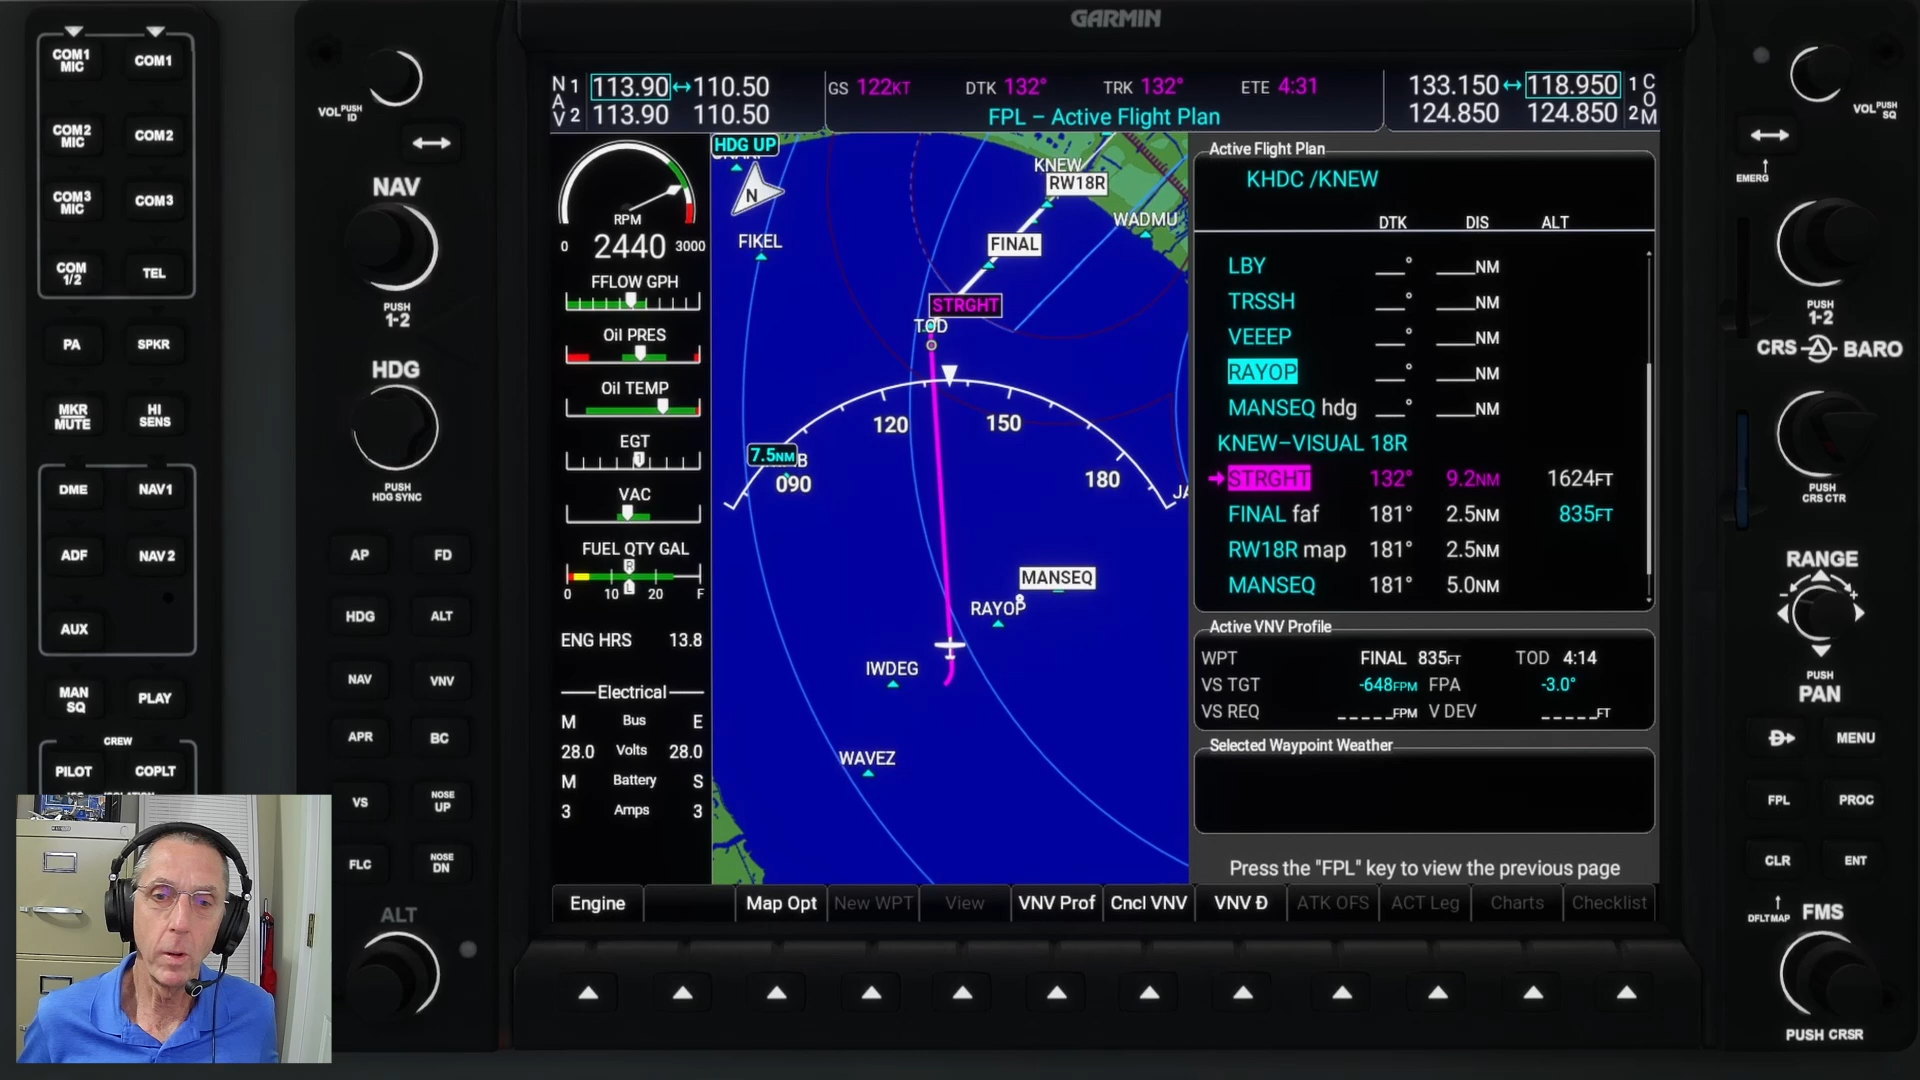 GARMIN
COM1 MIC
COM1
COM2 MIC
COM2
COM3 MIC
COM3
COM 1/2
TEL
PA
SPKR
MKR MUTE
HI SENS
DME
NAV1
ADF
NAV 2
AUX
MAN SQ
PLAY
CREW
PILOT
COPLT
VOL PUSH ID
NAV
PUSH 1-2
HDG
PUSH HDG SYNC
AP
FD
HDG
ALT
NAV
VNV
APR
BC
VS
NOSE UP
FLC
NOSE DN
ALT
N A V
1 113.90↔110.50
2 113.90 110.50
GS 122KT DTK 132° TRK 132° ETE 4:31
FPL – Active Flight Plan
133.150↔118.950 1
124.850 124.850 2
C O M
RPM
0 2440 3000
FFLOW GPH
Oil PRES
Oil TEMP
EGT
1
VAC
FUEL QTY GAL
R
L
0 10 20 F
ENG HRS 13.8
Electrical
M Bus E
28.0 Volts 28.0
M Battery S
3 Amps 3
HDG UP
N
KNEW
RW18R
WADMU
FIKEL
FINAL
STRGHT
TOD
120
150
7.5NM
090
180
MANSEQ
RAYOP
IWDEG
WAVEZ
Active Flight Plan
KHDC /KNEW
DTK DIS ALT
LBY ___° ____NM
TRSSH ___° ____NM
VEEEP ___° ____NM
RAYOP ___° ____NM
MANSEQ hdg ___° ____NM
KNEW–VISUAL 18R
STRGHT 132° 9.2NM 1624FT
FINAL faf 181° 2.5NM 835FT
RW18R map 181° 2.5NM
MANSEQ 181° 5.0NM
Active VNV Profile
WPT FINAL 835FT TOD 4:14
VS TGT -648FPM FPA -3.0°
VS REQ _____FPM V DEV _____FT
Selected Waypoint Weather
Press the "FPL" key to view the previous page
Engine Map Opt New WPT View VNV Prof Cncl VNV VNV Đ ATK OFS ACT Leg Charts Checklist
VOL PUSH SQ
EMERG
PUSH 1-2
CRS BARO
PUSH CRS CTR
RANGE
- +
PUSH PAN
D
MENU
FPL
PROC
CLR
ENT
DFLT MAP
FMS
PUSH CRSR